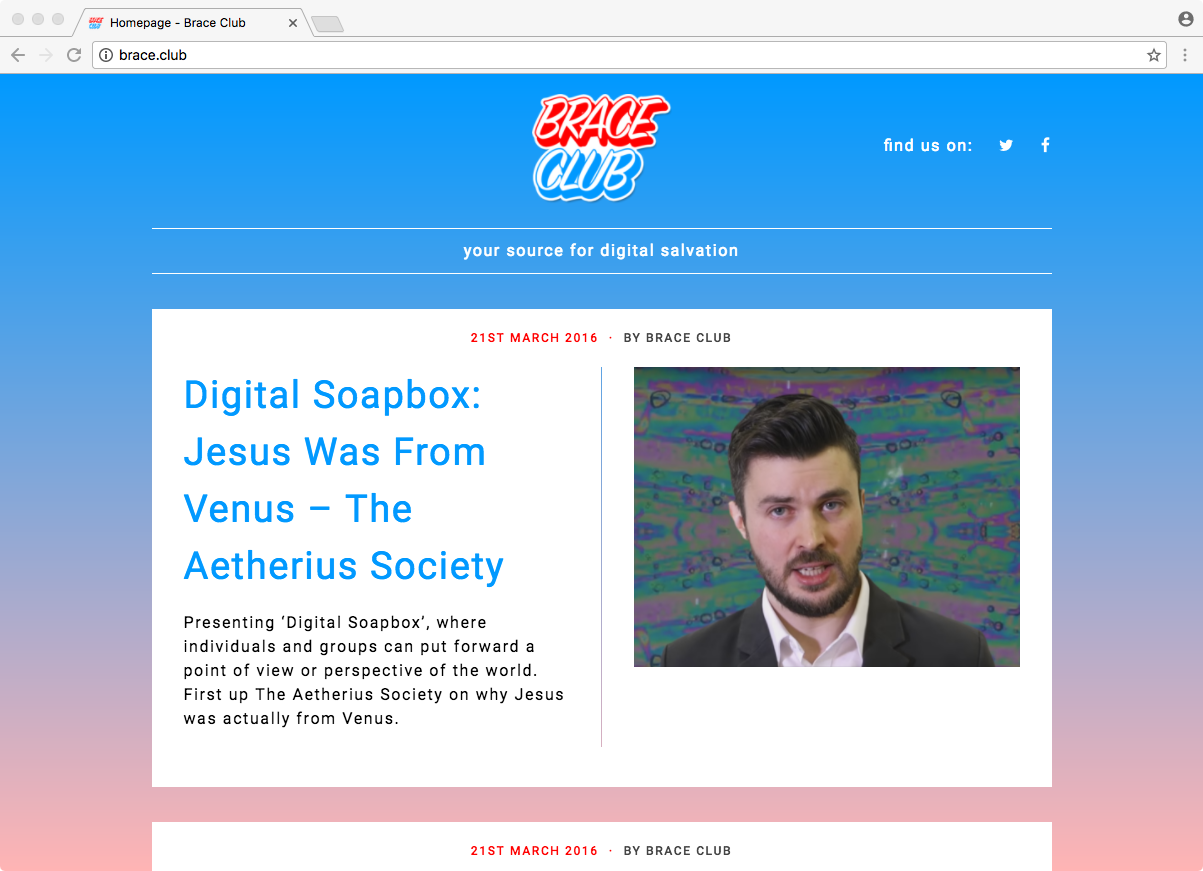 Homepage - Brace Club
brace.club
BRACE
CLUB
find us on:
your source for digital salvation
21ST MARCH 2016 · BY BRACE CLUB
Digital Soapbox:
Jesus Was From
Venus – The
Aetherius Society
Presenting ‘Digital Soapbox’, where
individuals and groups can put forward a
point of view or perspective of the world.
First up The Aetherius Society on why Jesus
was actually from Venus.
21ST MARCH 2016 · BY BRACE CLUB